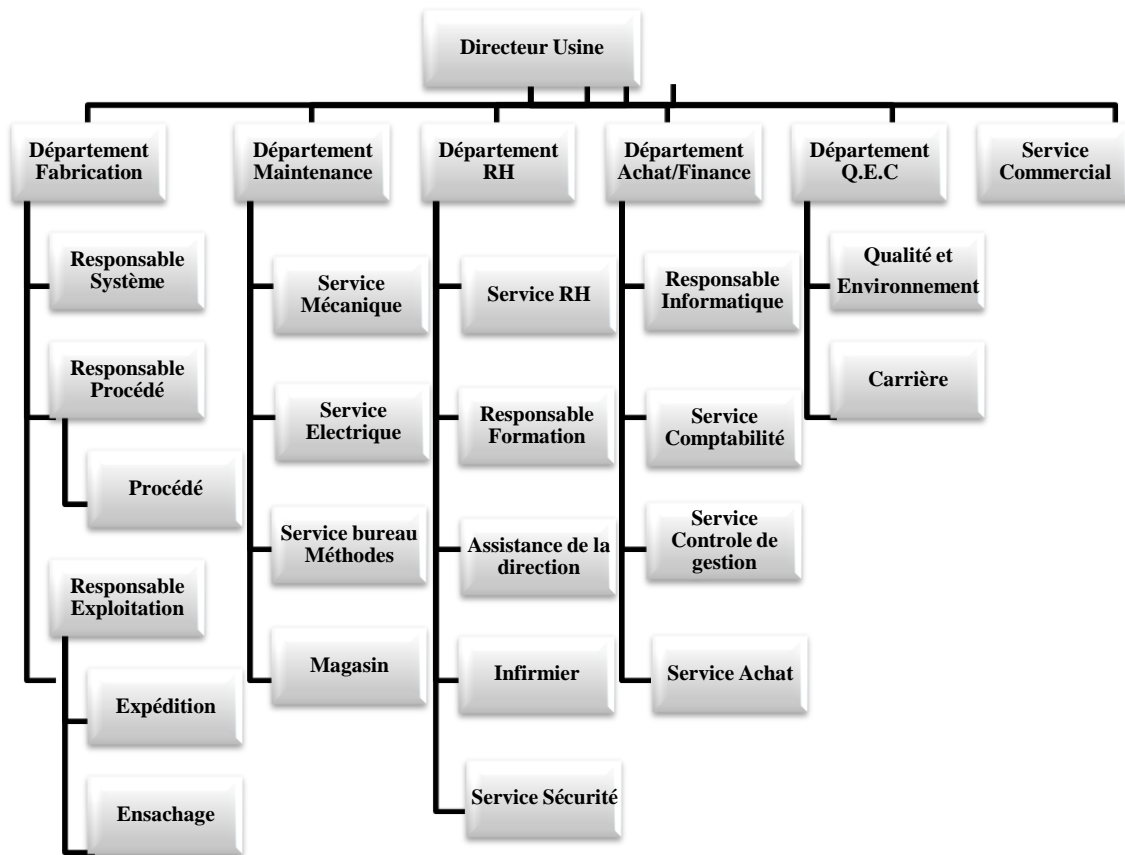 Directeur Usine
Département
Fabrication
Responsable
Système
Responsable
Procédé
Procédé
Responsable
Exploitation
Expédition
Ensachage
Département
Maintenance
Service
Mécanique
Service
Electrique
Service bureau
Méthodes
Magasin
Département
RH
Service RH
Responsable
Formation
Assistance de la
direction
Infirmier
Service Sécurité
Département
Achat/Finance
Responsable
Informatique
Service
Comptabilité
Service
Controle de
gestion
Service Achat
Département
Q.E.C
Qualité et
Environnement
Carrière
Service
Commercial